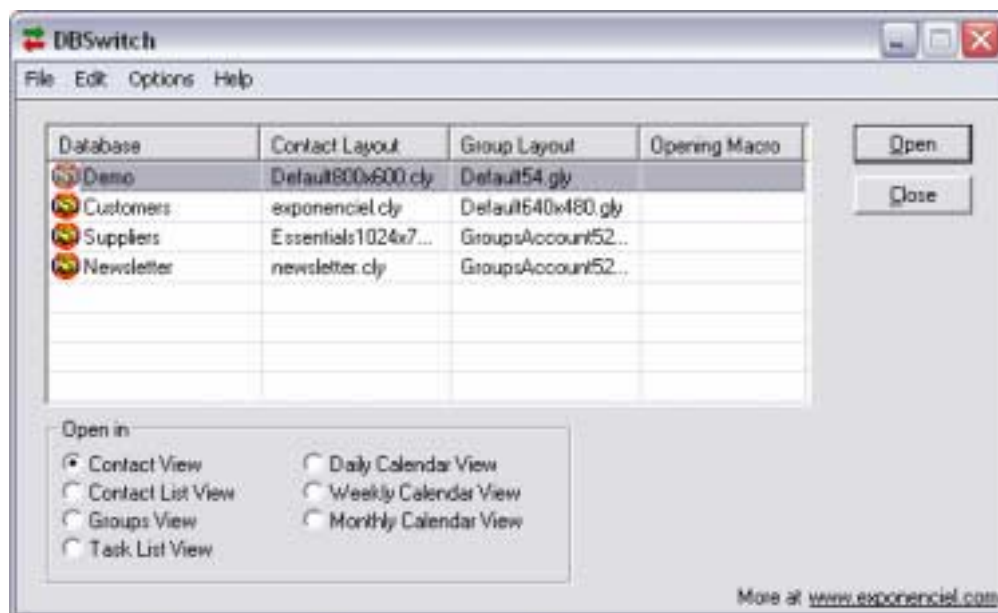 DBSwitch
File Edit Options Help
Database Contact Layout Group Layout Opening Macro
Demo Default800x600.cly Default54.gly
Customers exponenciel.cly Default640x480.gly
Suppliers Essentials1024x7... GroupsAccount52...
Newsletter newsletter.cly GroupsAccount52...
Open
Close
Open in
Contact View Daily Calendar View
Contact List View Weekly Calendar View
Groups View Monthly Calendar View
Task List View
More at www.exponenciel.com